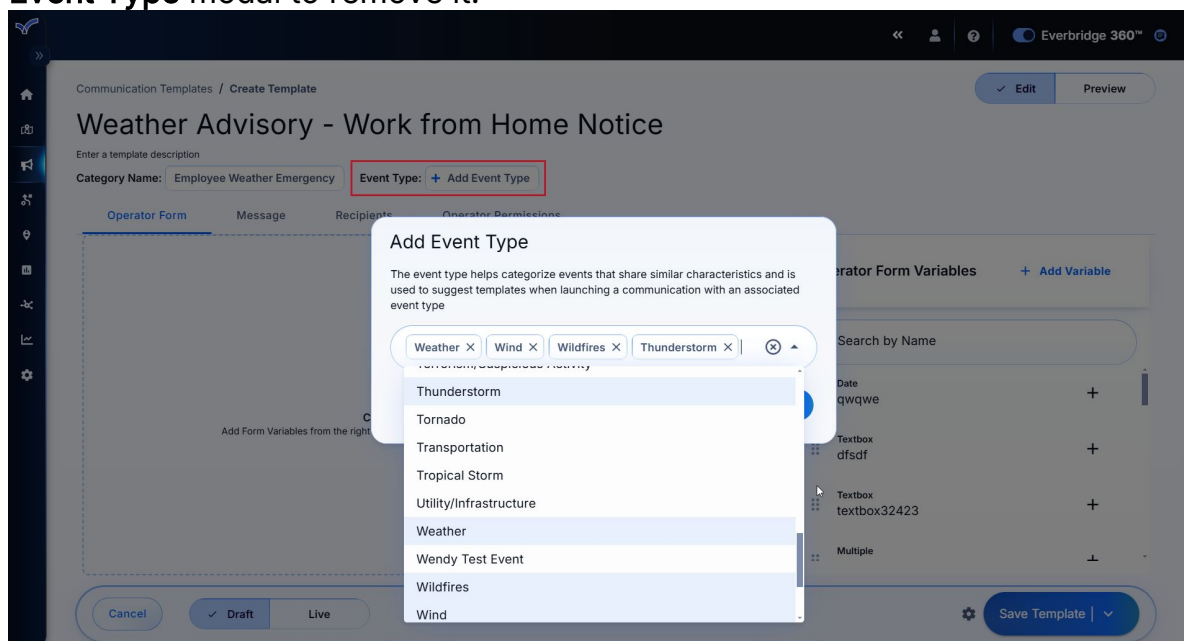 Event Type modal to remove it.
Everbridge 360™
Communication Templates / Create Template
Edit
Preview
Weather Advisory - Work from Home Notice
Enter a template description
Category Name: Employee Weather Emergency Event Type: + Add Event Type
Operator Form Message Recipients Operator Permissions
Add Event Type
The event type helps categorize events that share similar characteristics and is
used to suggest templates when launching a communication with an associated
event type
Weather Wind Wildfires Thunderstorm
Terrorism/Suspicious Activity
Thunderstorm
Tornado
Transportation
Tropical Storm
Utility/Infrastructure
Weather
Wendy Test Event
Wildfires
Wind
Add Form Variables from the right
erator Form Variables + Add Variable
Search by Name
Date
qwqwe
Textbox
dfsdf
Textbox
textbox32423
Multiple
Cancel
Draft
Live
Save Template